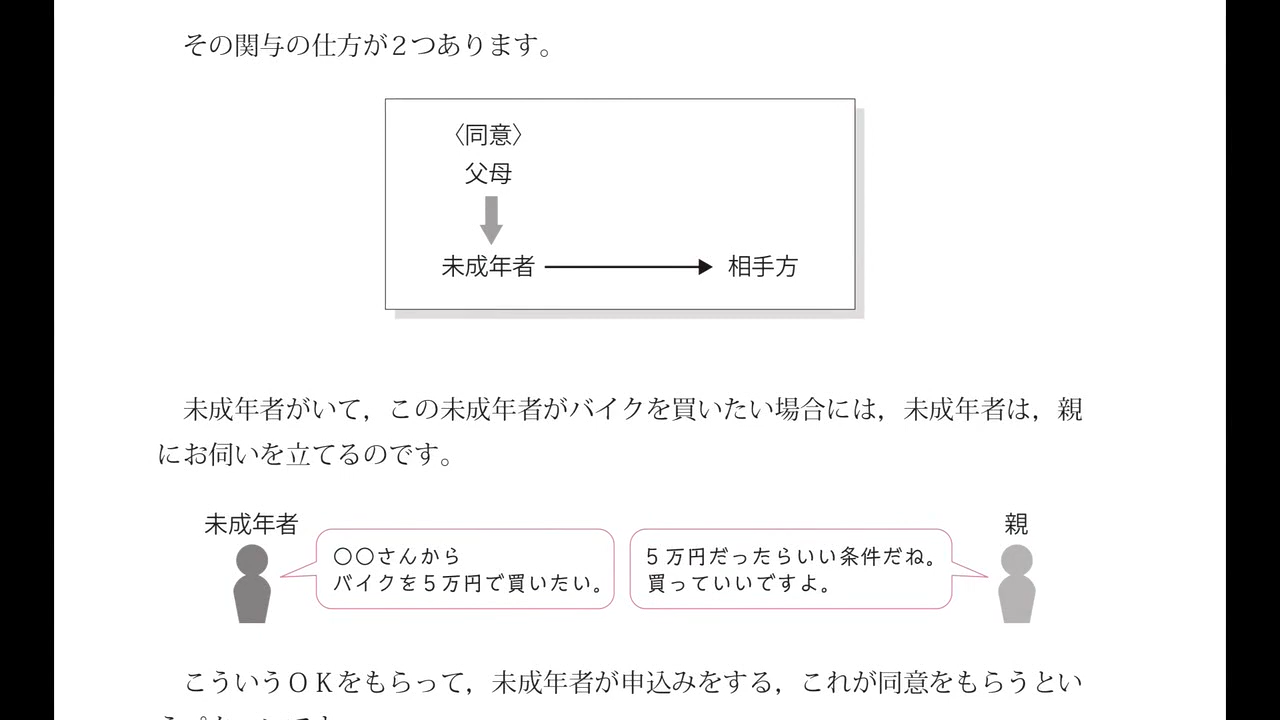 その関与の仕方が２つあります。
〈同意〉
父母
未成年者
相手方
未成年者がいて，この未成年者がバイクを買いたい場合には，未成年者は，親
にお伺いを立てるのです。
未成年者
親
〇〇さんから
バイクを５万円で買いたい。
５万円だったらいい条件だね。
買っていいですよ。
こういうＯＫをもらって，未成年者が申込みをする，これが同意をもらうとい